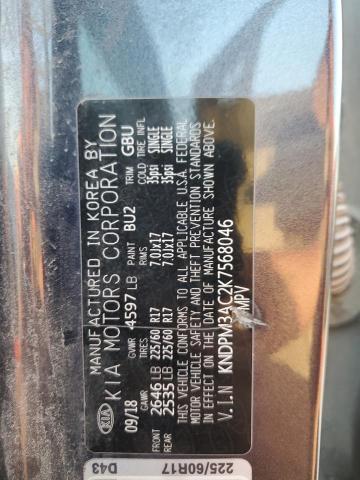 MANUFACTURED IN KOREA BY
KIA KIA MOTORS CORPORATION
09/18 GVWR 4597 LB PAINT BU2 TRIM GBU
GAWR TIRES RIMS COLD TIRE INFL
FRONT 2646 LB 225/60 R17 7.0Jx17 35psi SINGLE
REAR 2535 LB 225/60 R17 7.0Jx17 35psi SINGLE
THIS VEHICLE CONFORMS TO ALL APPLICABLE U.S.A. FEDERAL
MOTOR VEHICLE SAFETY AND THEFT PREVENTION STANDARDS
IN EFFECT ON THE DATE OF MANUFACTURE SHOWN ABOVE.
V.I.N KNDPM3AC2K7568046
MPV
D43 225/60R17